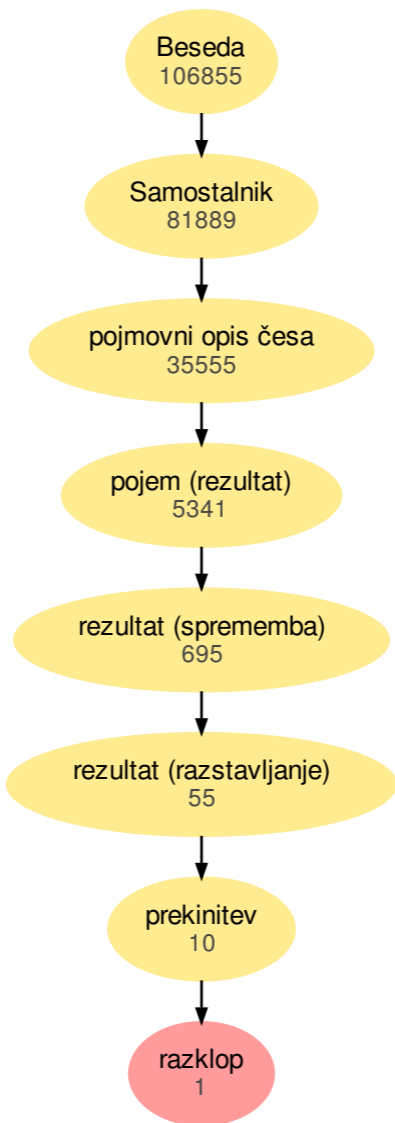 Beseda
106855
Samostalnik
81889
pojmovni opis česa
35555
pojem (rezultat)
5341
rezultat (sprememba)
695
rezultat (razstavljanje)
55
prekinitev
10
razklop
1